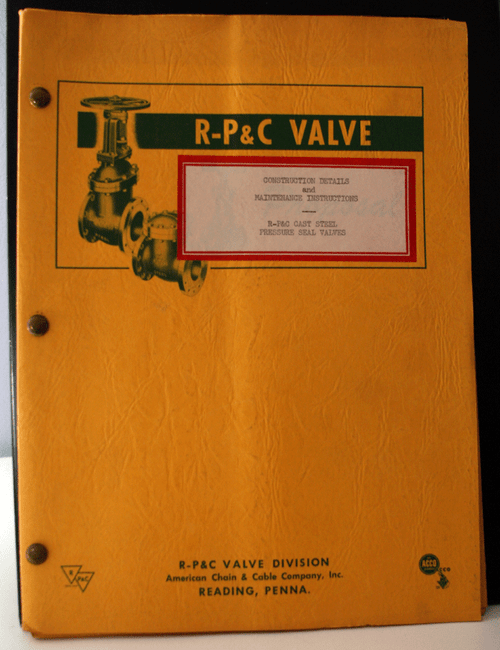 R-P&C VALVE
CONSTRUCTION DETAILS
and
MAINTENANCE INSTRUCTIONS
R-P&C CAST STEEL
PRESSURE SEAL VALVES
R-P&C VALVE DIVISION
American Chain & Cable Company, Inc.
READING, PENNA.
R
P&C
ACCO